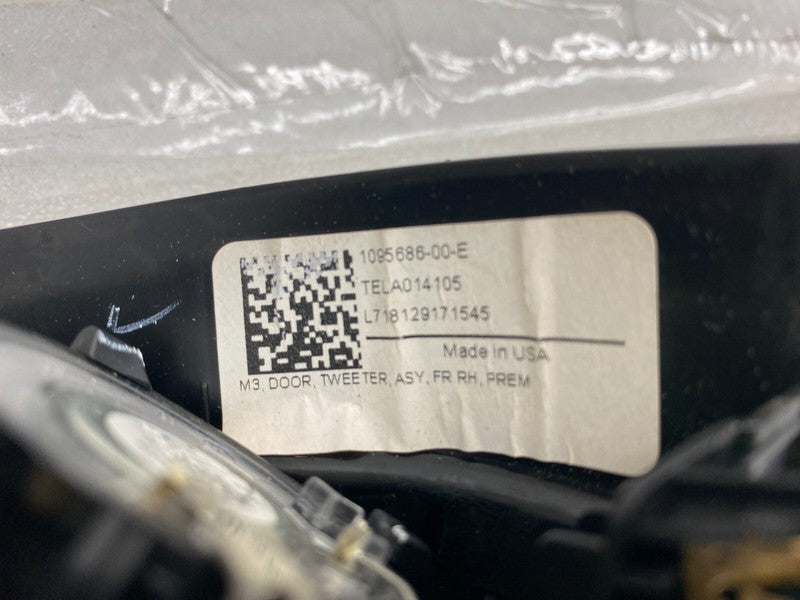 1095686-00-E
TELA014105
L718129171545
Made in USA
M3, DOOR, TWEETER, ASY, FR RH, PREM